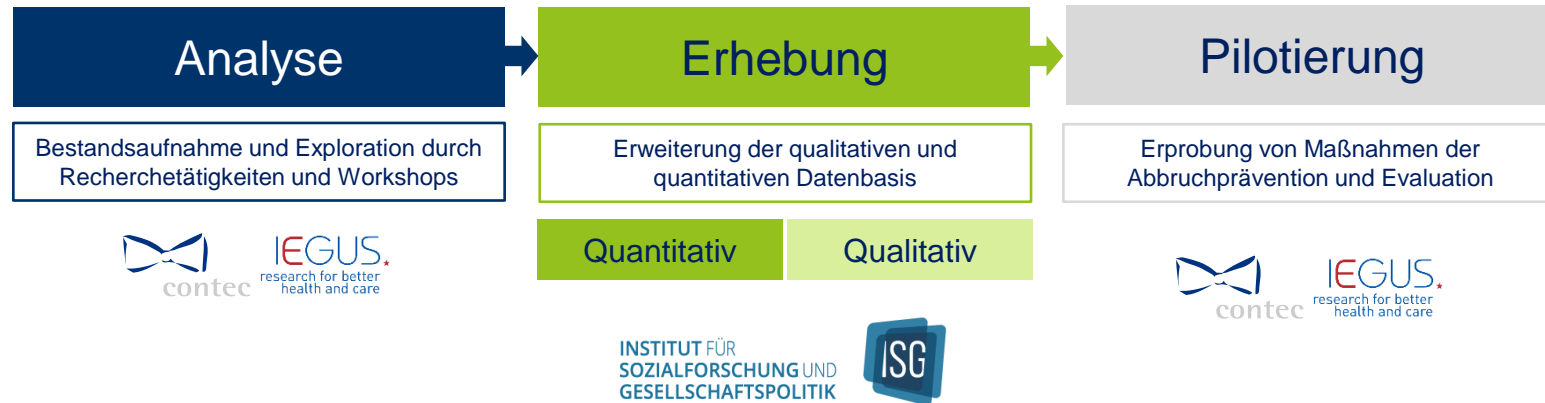 Analyse
Bestandsaufnahme und Exploration durch
Recherchetätigkeiten und Workshops
contec
IEGUS.
research for better
health and care
Erhebung
Erweiterung der qualitativen und
quantitativen Datenbasis
Quantitativ
Qualitativ
INSTITUT FÜR
SOZIALFORSCHUNG UND
GESELLSCHAFTSPOLITIK
ISG
Pilotierung
Erprobung von Maßnahmen der
Abbruchprävention und Evaluation
contec
IEGUS.
research for better
health and care